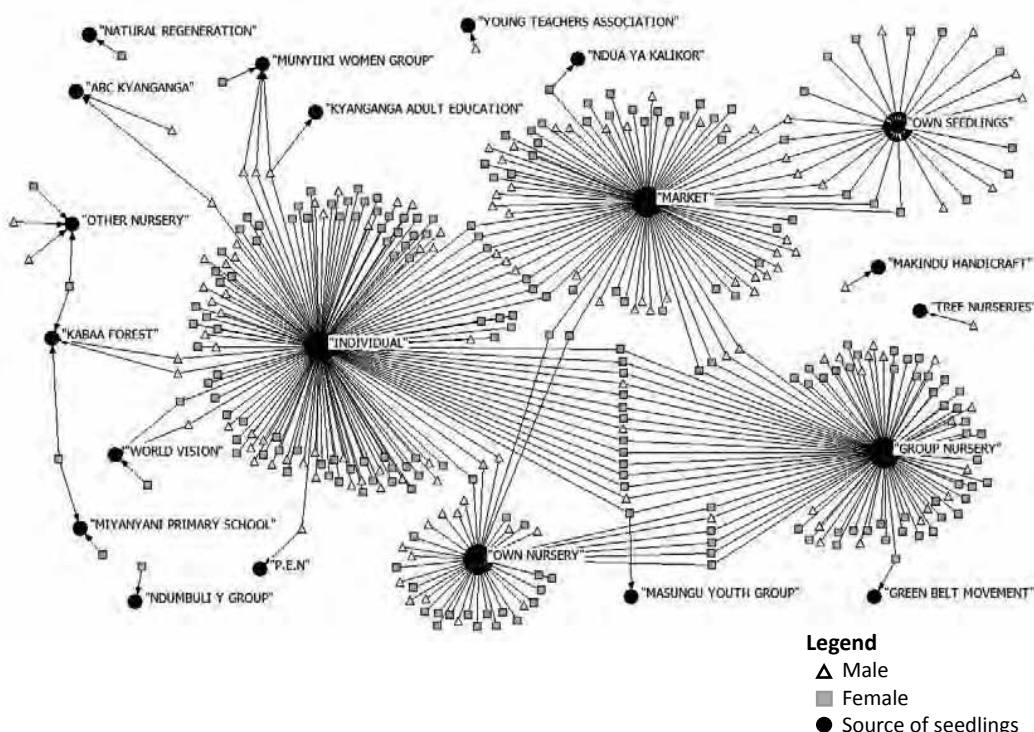 "YOUNG TEACHERS ASSOCIATION"
"NATURAL REGENERATION"
"NDUA YA KALIKOR"
"MUNYIIKI WOMEN GROUP"
"ABC KYANGANGA"
"KYANGANGA ADULT EDUCATION"
"OWN SEEDLINGS"
"MARKET"
"OTHER NURSERY"
"MAKINDU HANDICRAFT"
"TREE NURSERIES"
"KABAA FOREST"
"INDIVIDUAL"
"GROUP NURSERY"
"WORLD VISION"
"MIYANYANI PRIMARY SCHOOL"
"OWN NURSERY"
"P.E.N"
"NDUMBULI Y GROUP"
"MASUNGU YOUTH GROUP"
"GREEN BELT MOVEMENT"
Legend
Male
Female
Source of seedlings